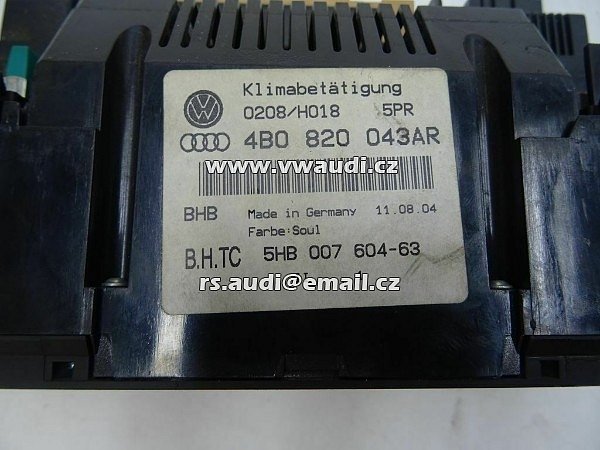 Klimabetätigung
0208/H018 5PR
4B0 820 043AR
www.vwaudi.cz
BHB Made in Germany 11.08.04
Farbe:Soul
B.H.TC 5HB 007 604-63
rs.audi@email.cz